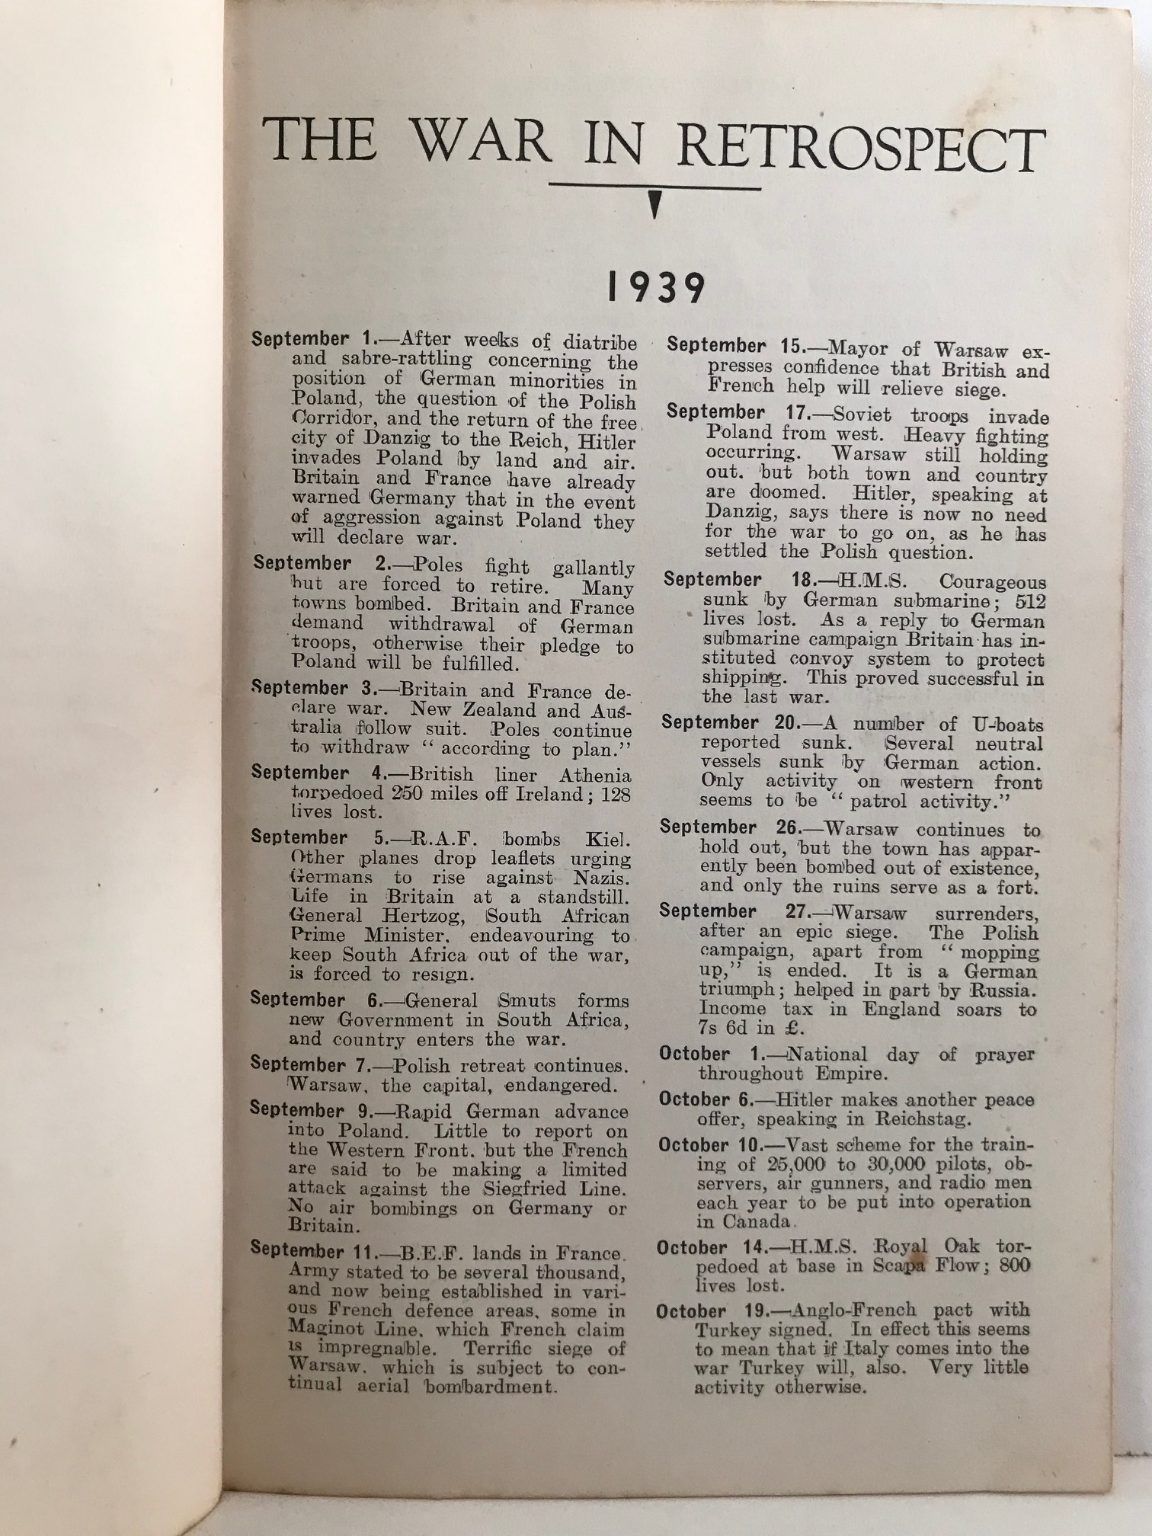 THE WAR IN RETROSPECT
1939
September 1.—After weeks of diatribe
and sabre-rattling concerning the
position of German minorities in
Poland, the question of the Polish
Corridor, and the return of the free
city of Danzig to the Reich, Hitler
invades Poland by land and air.
Britain and France have already
warned Germany that in the event
of aggression against Poland they
will declare war.
September 2.—Poles fight gallantly
but are forced to retire. Many
towns bombed. Britain and France
demand withdrawal of German
troops, otherwise their pledge to
Poland will be fulfilled.
September 3.—Britain and France de-
clare war. New Zealand and Aus-
tralia follow suit. Poles continue
to withdraw "according to plan."
September 4.—British liner Athenia
torpedoed 250 miles off Ireland; 128
lives lost.
September 5.—R.A.F. bombs Kiel.
Other planes drop leaflets urging
Germans to rise against Nazis.
Life in Britain at a standstill.
General Hertzog, South African
Prime Minister, endeavouring to
keep South Africa out of the war,
is forced to resign.
September 6.—General Smuts forms
new Government in South Africa,
and country enters the war.
September 7.—Polish retreat continues.
Warsaw, the capital, endangered.
September 9.—Rapid German advance
into Poland. Little to report on
the Western Front, but the French
are said to be making a limited
attack against the Siegfried Line.
No air bombings on Germany or
Britain.
September 11.—B.E.F. lands in France.
Army stated to be several thousand,
and now being established in vari-
ous French defence areas, some in
Maginot Line, which French claim
is impregnable. Terrific siege of
Warsaw, which is subject to con-
tinual aerial bombardment.
September 15.—Mayor of Warsaw ex-
presses confidence that British and
French help will relieve siege.
September 17.—Soviet troops invade
Poland from west. Heavy fighting
occurring. Warsaw still holding
out, but both town and country
are doomed. Hitler, speaking at
Danzig, says there is now no need
for the war to go on, as he has
settled the Polish question.
September 18.—H.M.S. Courageous
sunk by German submarine; 512
lives lost. As a reply to German
submarine campaign Britain has in-
stituted convoy system to protect
shipping. This proved successful in
the last war.
September 20.—A number of U-boats
reported sunk. Several neutral
vessels sunk by German action.
Only activity on western front
seems to be "patrol activity."
September 26.—Warsaw continues to
hold out, but the town has appar-
ently been bombed out of existence,
and only the ruins serve as a fort.
September 27.—Warsaw surrenders,
after an epic siege. The Polish
campaign, apart from "mopping
up," is ended. It is a German
triumph; helped in part by Russia.
Income tax in England soars to
7s 6d in £.
October 1.—National day of prayer
throughout Empire.
October 6.—Hitler makes another peace
offer, speaking in Reichstag.
October 10.—Vast scheme for the train-
ing of 25,000 to 30,000 pilots, ob-
servers, air gunners, and radio men
each year to be put into operation
in Canada.
October 14.—H.M.S. Royal Oak tor-
pedoed at base in Scapa Flow; 800
lives lost.
October 19.—Anglo-French pact with
Turkey signed. In effect this seems
to mean that if Italy comes into the
war Turkey will, also. Very little
activity otherwise.